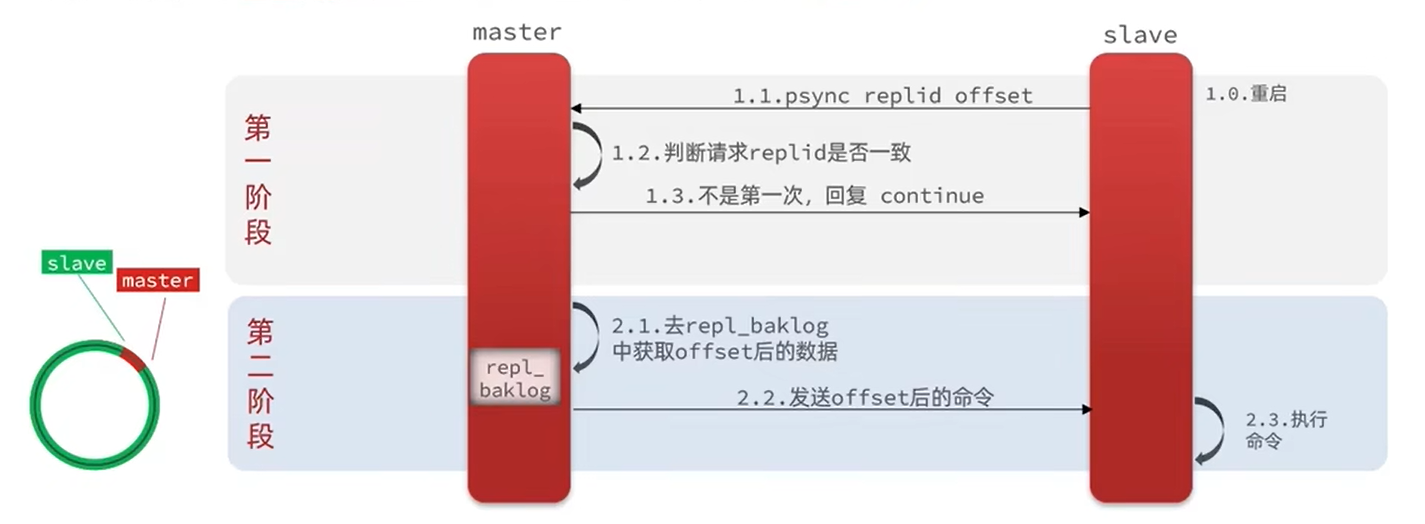 master
slave
第一阶段
1.0.重启
1.1.psync replid offset
1.2.判断请求replid是否一致
1.3.不是第一次，回复 continue
slave
master
第二阶段
2.1.去repl_baklog
中获取offset后的数据
repl_
baklog
2.2.发送offset后的命令
2.3.执行
命令